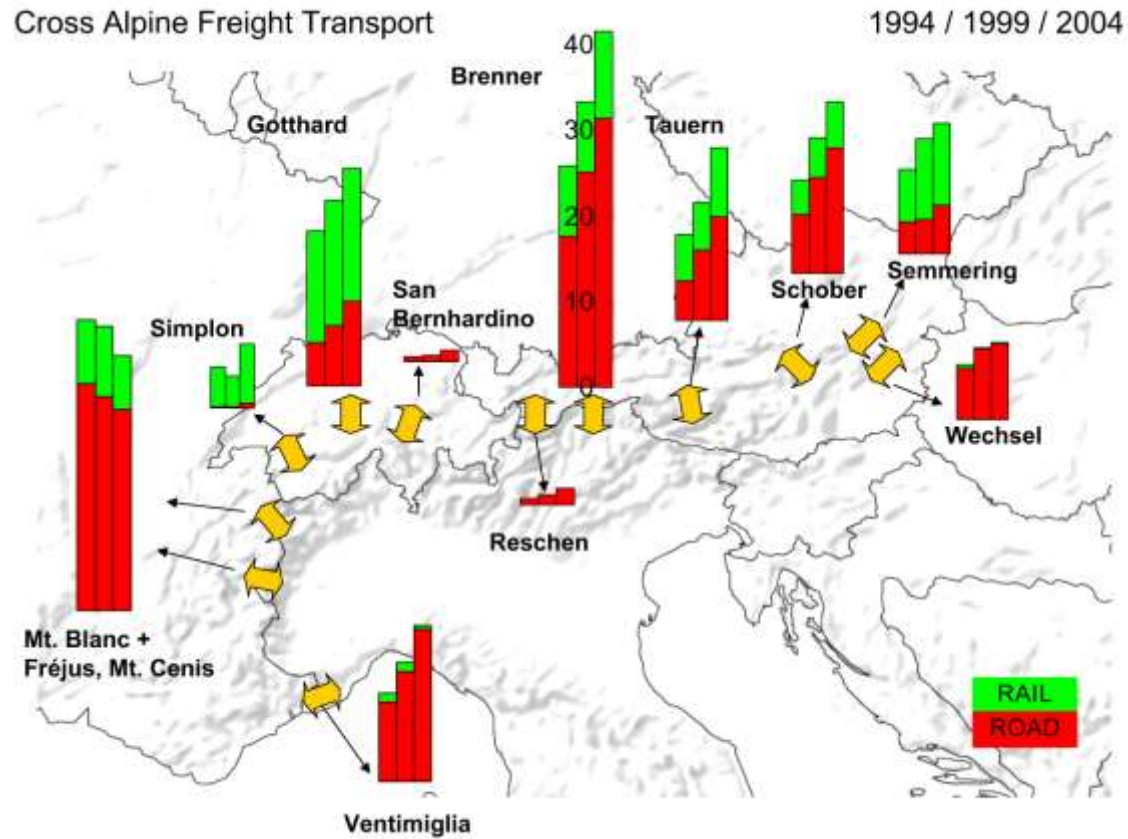 Cross Alpine Freight Transport
1994 / 1999 / 2004
40
Brenner
Gotthard
30
Tauern
20
Semmering
Schober
San
Bernhardino
10
Simplon
0
Wechsel
Reschen
Mt. Blanc +
Fréjus, Mt. Cenis
RAIL
ROAD
Ventimiglia